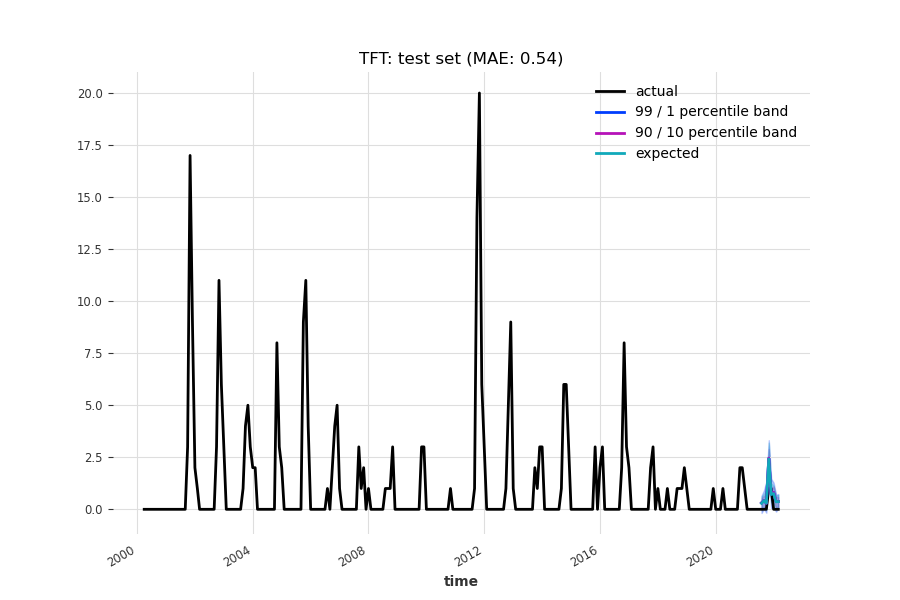 TFT: test set (MAE: 0.54)
actual
99 / 1 percentile band
90 / 10 percentile band
expected
20.0
17.5
15.0
12.5
10.0
7.5
5.0
2.5
0.0
2000
2004
2008
2012
2016
2020
time